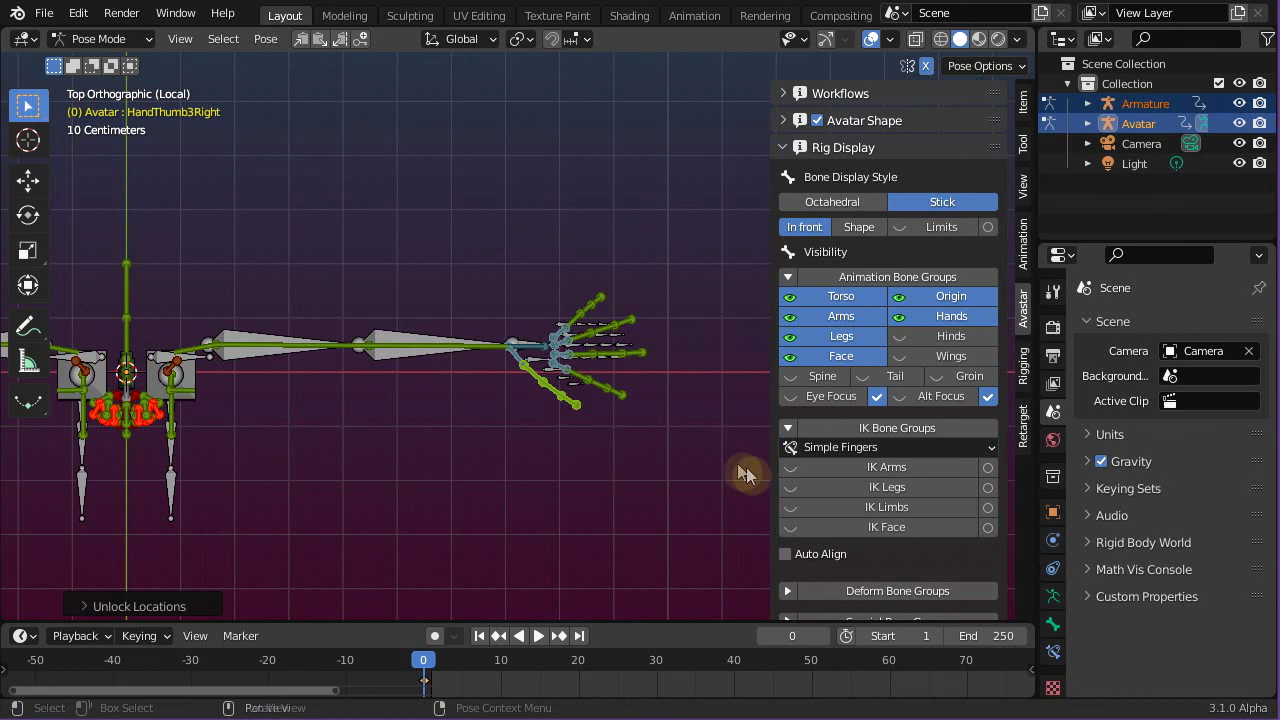 File Edit Render Window Help Layout Modeling Sculpting UV Editing Texture Paint Shading Animation Rendering Compositing Scene View Layer
Pose Mode View Select Pose Global
X Pose Options
Top Orthographic (Local)
(0) Avatar : HandThumb3Right
10 Centimeters
Workflows
Avatar Shape
Rig Display
Bone Display Style
Octahedral Stick
In front Shape Limits
Visibility
Animation Bone Groups
Torso Origin
Arms Hands
Legs Hinds
Face Wings
Spine Tail Groin
Eye Focus Alt Focus
IK Bone Groups
Simple Fingers
IK Arms
IK Legs
IK Limbs
IK Face
Auto Align
Deform Bone Groups
Item
Tool
View
Animation
Avastar
Rigging
Retarget
Scene Collection
Collection
Armature
Avatar
Camera
Light
Scene
Scene
Camera Camera
Background...
Active Clip
Units
Gravity
Keying Sets
Audio
Rigid Body World
Math Vis Console
Custom Properties
Unlock Locations
Playback Keying View Marker 0 Start 1 End 250
-50 -40 -30 -20 -10 0 10 20 30 40 50 60 70
Select Box Select Pose Context Menu 3.1.0 Alpha